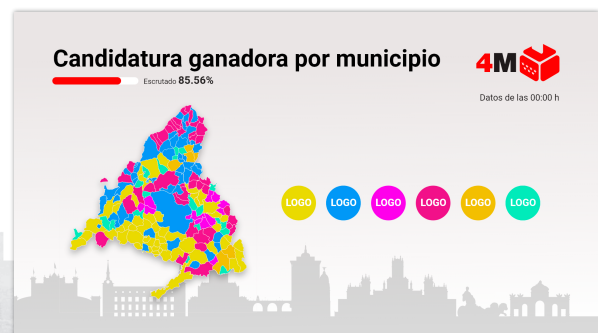 Candidatura ganadora por municipio
Escrutado 85.56%
4M
Datos de las 00:00 h
LOGO LOGO LOGO LOGO LOGO LOGO